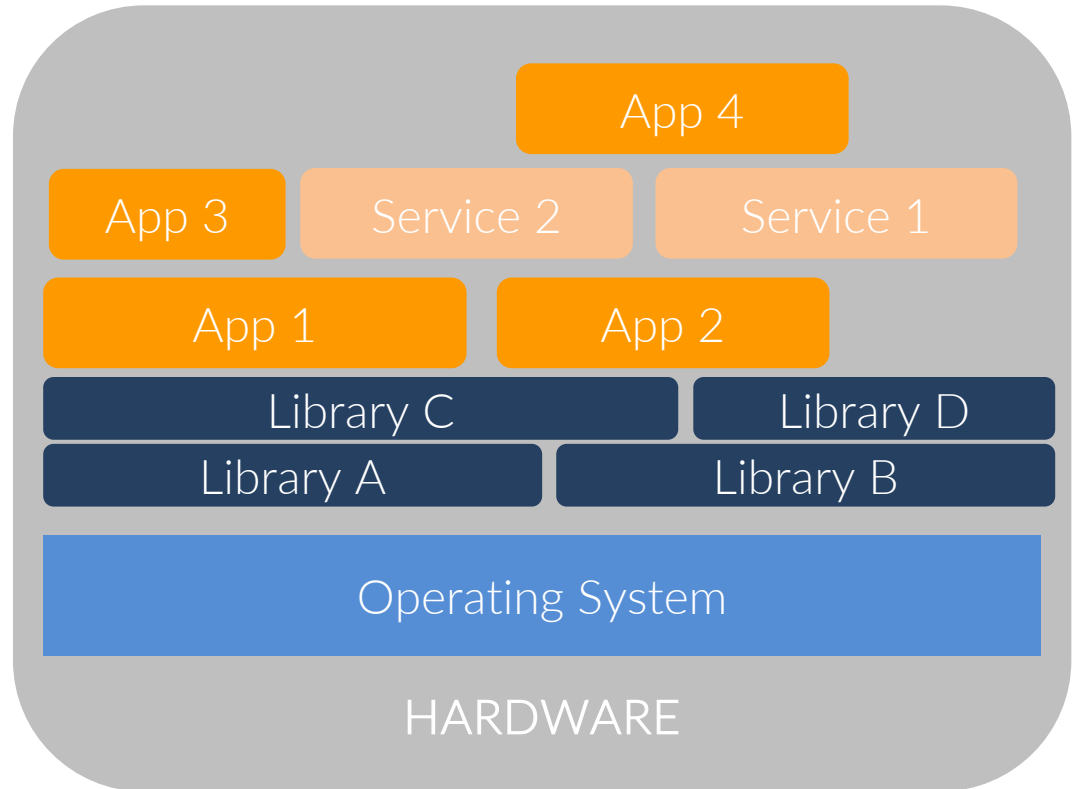 App 4
App 3
Service 2
Service 1
App 1
App 2
Library C
Library D
Library A
Library B
Operating System
HARDWARE